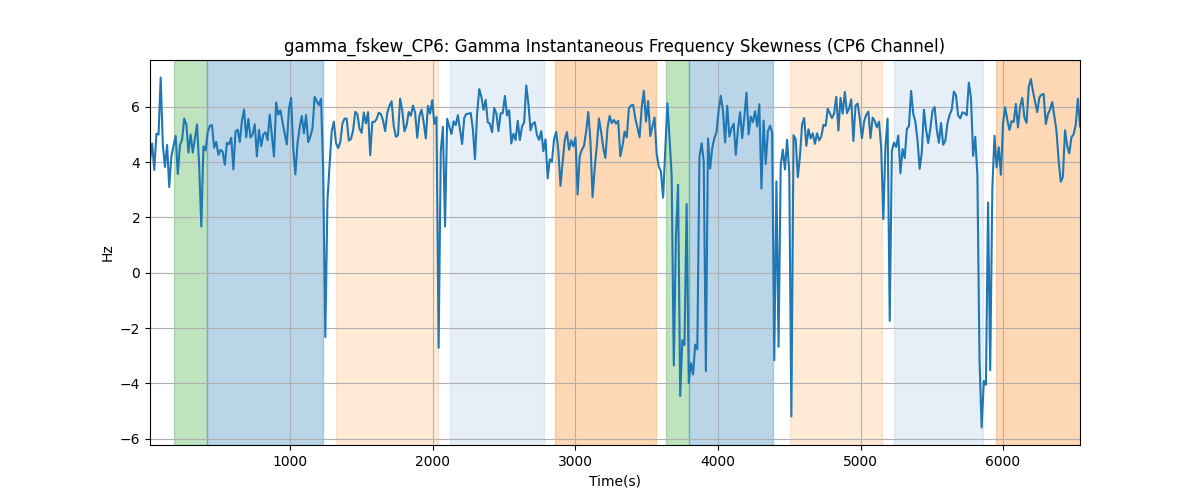 gamma_fskew_CP6: Gamma Instantaneous Frequency Skewness (CP6 Channel)
6
4
2
0
−2
−4
−6
Hz
1000 2000 3000 4000 5000 6000
Time(s)